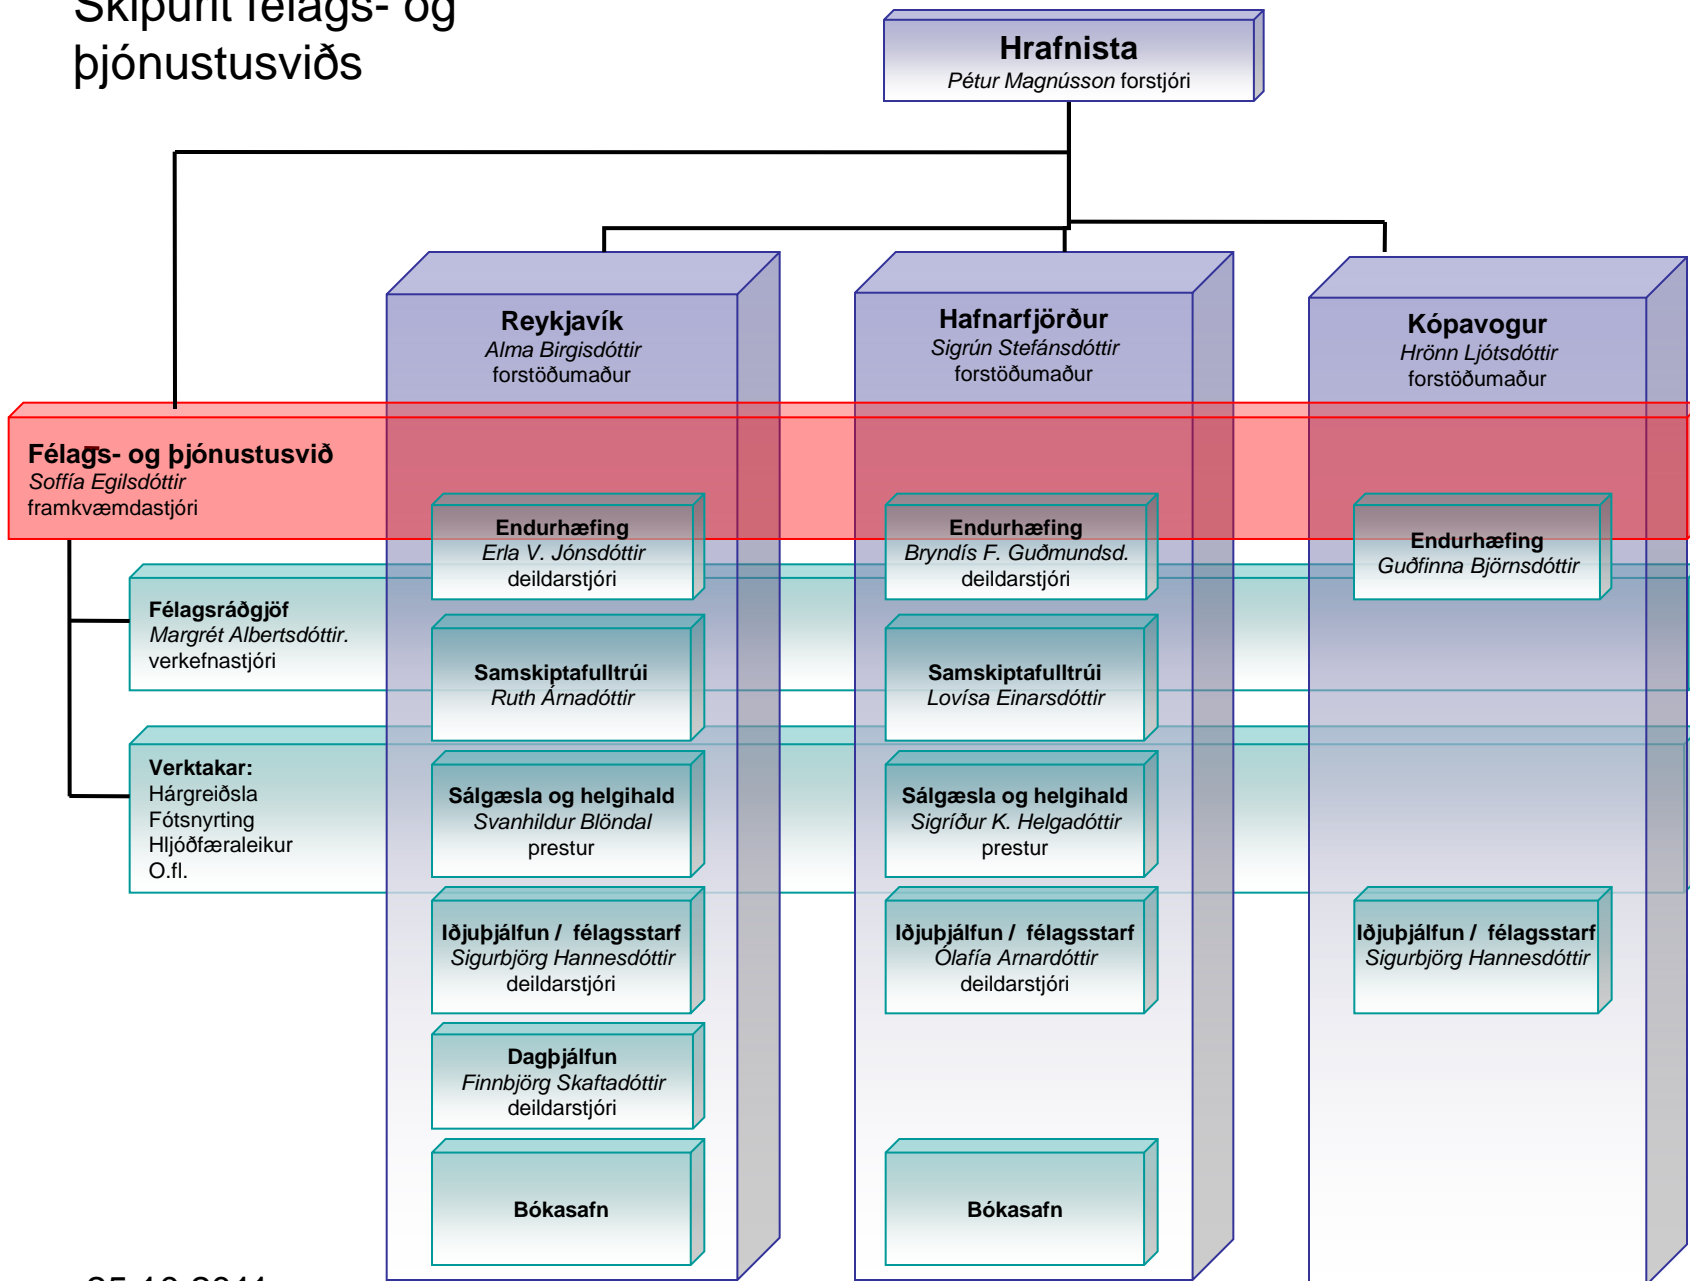 Skipurit félags- og
þjónustusviðs
Hrafnista
Pétur Magnússon forstjóri
Reykjavík
Alma Birgisdóttir
forstöðumaður
Hafnarfjörður
Sigrún Stefánsdóttir
forstöðumaður
Kópavogur
Hrönn Ljótsdóttir
forstöðumaður
Félags- og þjónustusvið
Soffía Egilsdóttir
framkvæmdastjóri
Endurhæfing
Erla V. Jónsdóttir
deildarstjóri
Endurhæfing
Bryndís F. Guðmundsd.
deildarstjóri
Endurhæfing
Guðfinna Björnsdóttir
Félagsráðgjöf
Margrét Albertsdóttir.
verkefnastjóri
Samskiptafulltrúi
Ruth Árnadóttir
Samskiptafulltrúi
Lovísa Einarsdóttir
Verktakar:
Hárgreiðsla
Fótsnyrting
Hljóðfæraleikur
O.fl.
Sálgæsla og helgihald
Svanhildur Blöndal
prestur
Sálgæsla og helgihald
Sigríður K. Helgadóttir
prestur
Iðjuþjálfun / félagsstarf
Sigurbjörg Hannesdóttir
deildarstjóri
Iðjuþjálfun / félagsstarf
Ólafía Arnardóttir
deildarstjóri
Iðjuþjálfun / félagsstarf
Sigurbjörg Hannesdóttir
Dagþjálfun
Finnbjörg Skaftadóttir
deildarstjóri
Bókasafn
Bókasafn